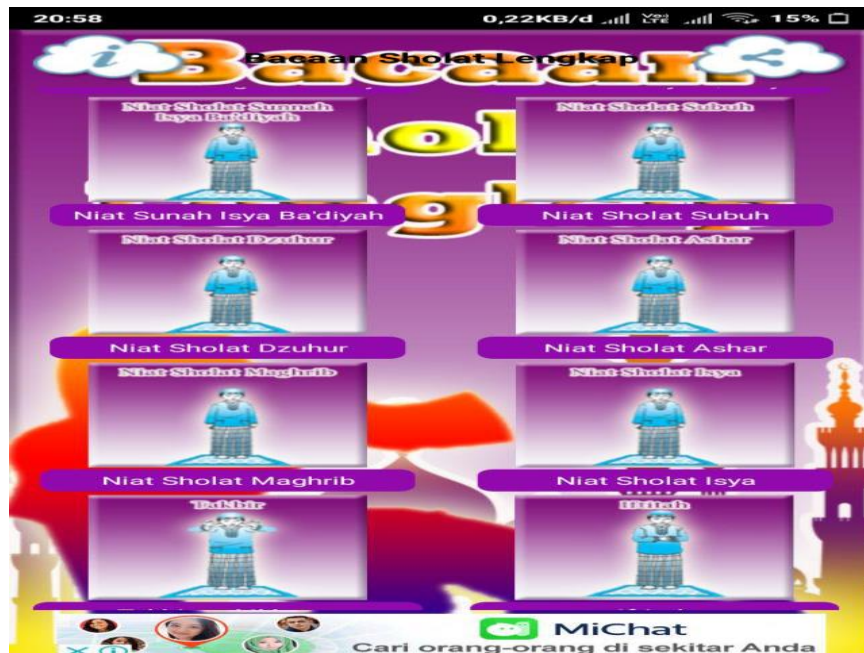 20:58 0,22KB/d Vo) LTE 15%
Bacaan
Bacaan Sholat Lengkap
Niat Sholat Sunnah
Isya Ba'diyah
Niat Sholat Subuh
Niat Sunah Isya Ba'diyah
Niat Sholat Subuh
Niat Sholat Dzuhur
Niat Sholat Ashar
Niat Sholat Dzuhur
Niat Sholat Ashar
Niat Sholat Maghrib
Niat Sholat Isya
Niat Sholat Maghrib
Niat Sholat Isya
Takbir
Iftitah
MiChat
Cari orang-orang di sekitar Anda